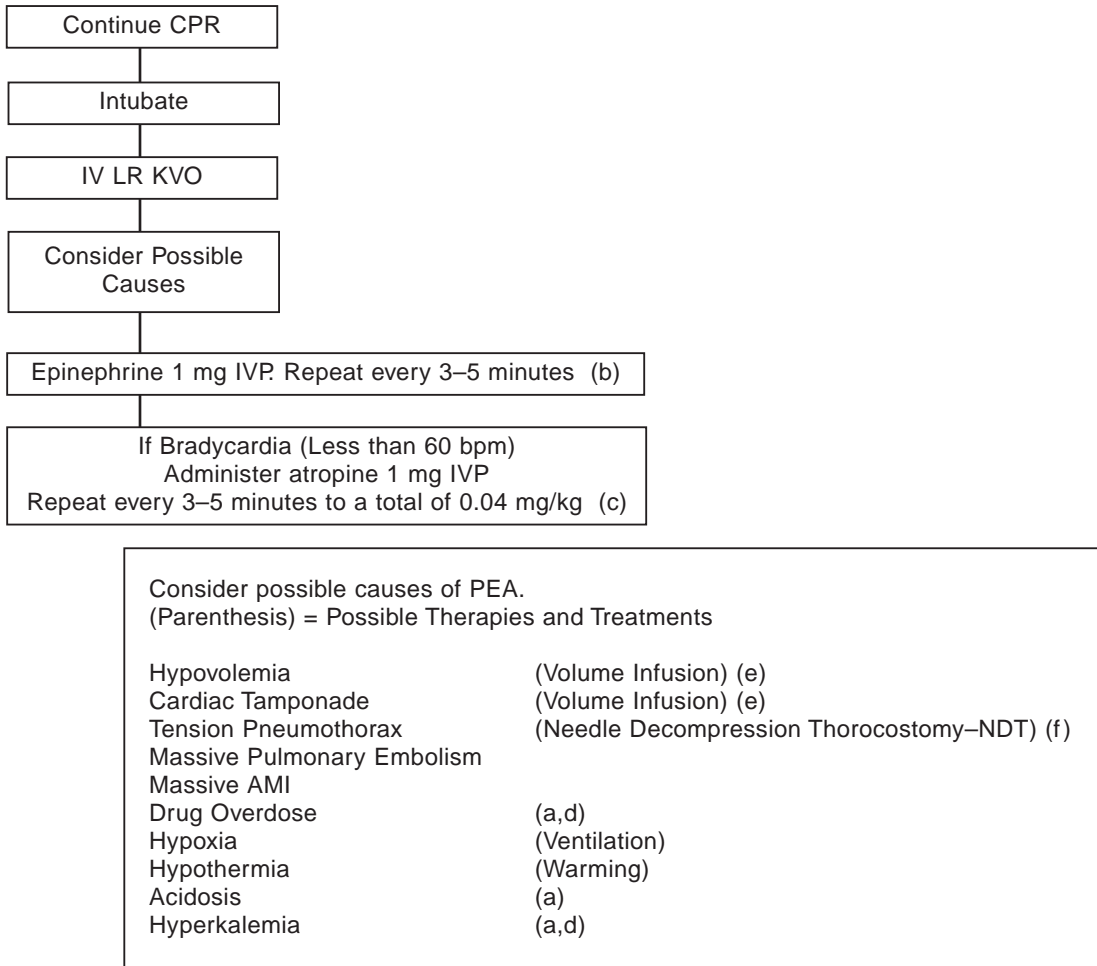 Continue CPR
Intubate
IV LR KVO
Consider Possible
Causes
Epinephrine 1 mg IVP. Repeat every 3–5 minutes (b)
If Bradycardia (Less than 60 bpm)
Administer atropine 1 mg IVP
Repeat every 3–5 minutes to a total of 0.04 mg/kg (c)
Consider possible causes of PEA.
(Parenthesis) = Possible Therapies and Treatments
Hypovolemia (Volume Infusion) (e)
Cardiac Tamponade (Volume Infusion) (e)
Tension Pneumothorax (Needle Decompression Thorocostomy–NDT) (f)
Massive Pulmonary Embolism
Massive AMI
Drug Overdose (a,d)
Hypoxia (Ventilation)
Hypothermia (Warming)
Acidosis (a)
Hyperkalemia (a,d)